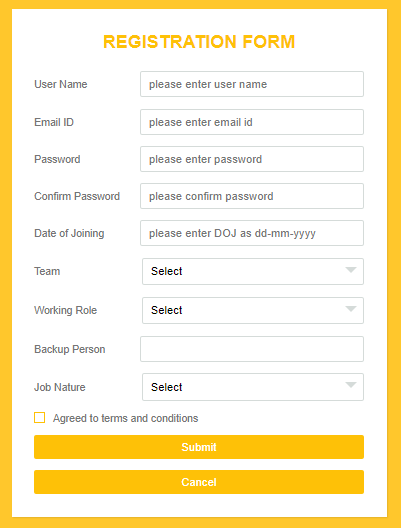 REGISTRATION FORM
User Name please enter user name
Email ID please enter email id
Password please enter password
Confirm Password please confirm password
Date of Joining please enter DOJ as dd-mm-yyyy
Team Select
Working Role Select
Backup Person
Job Nature Select
Agreed to terms and conditions
Submit
Cancel